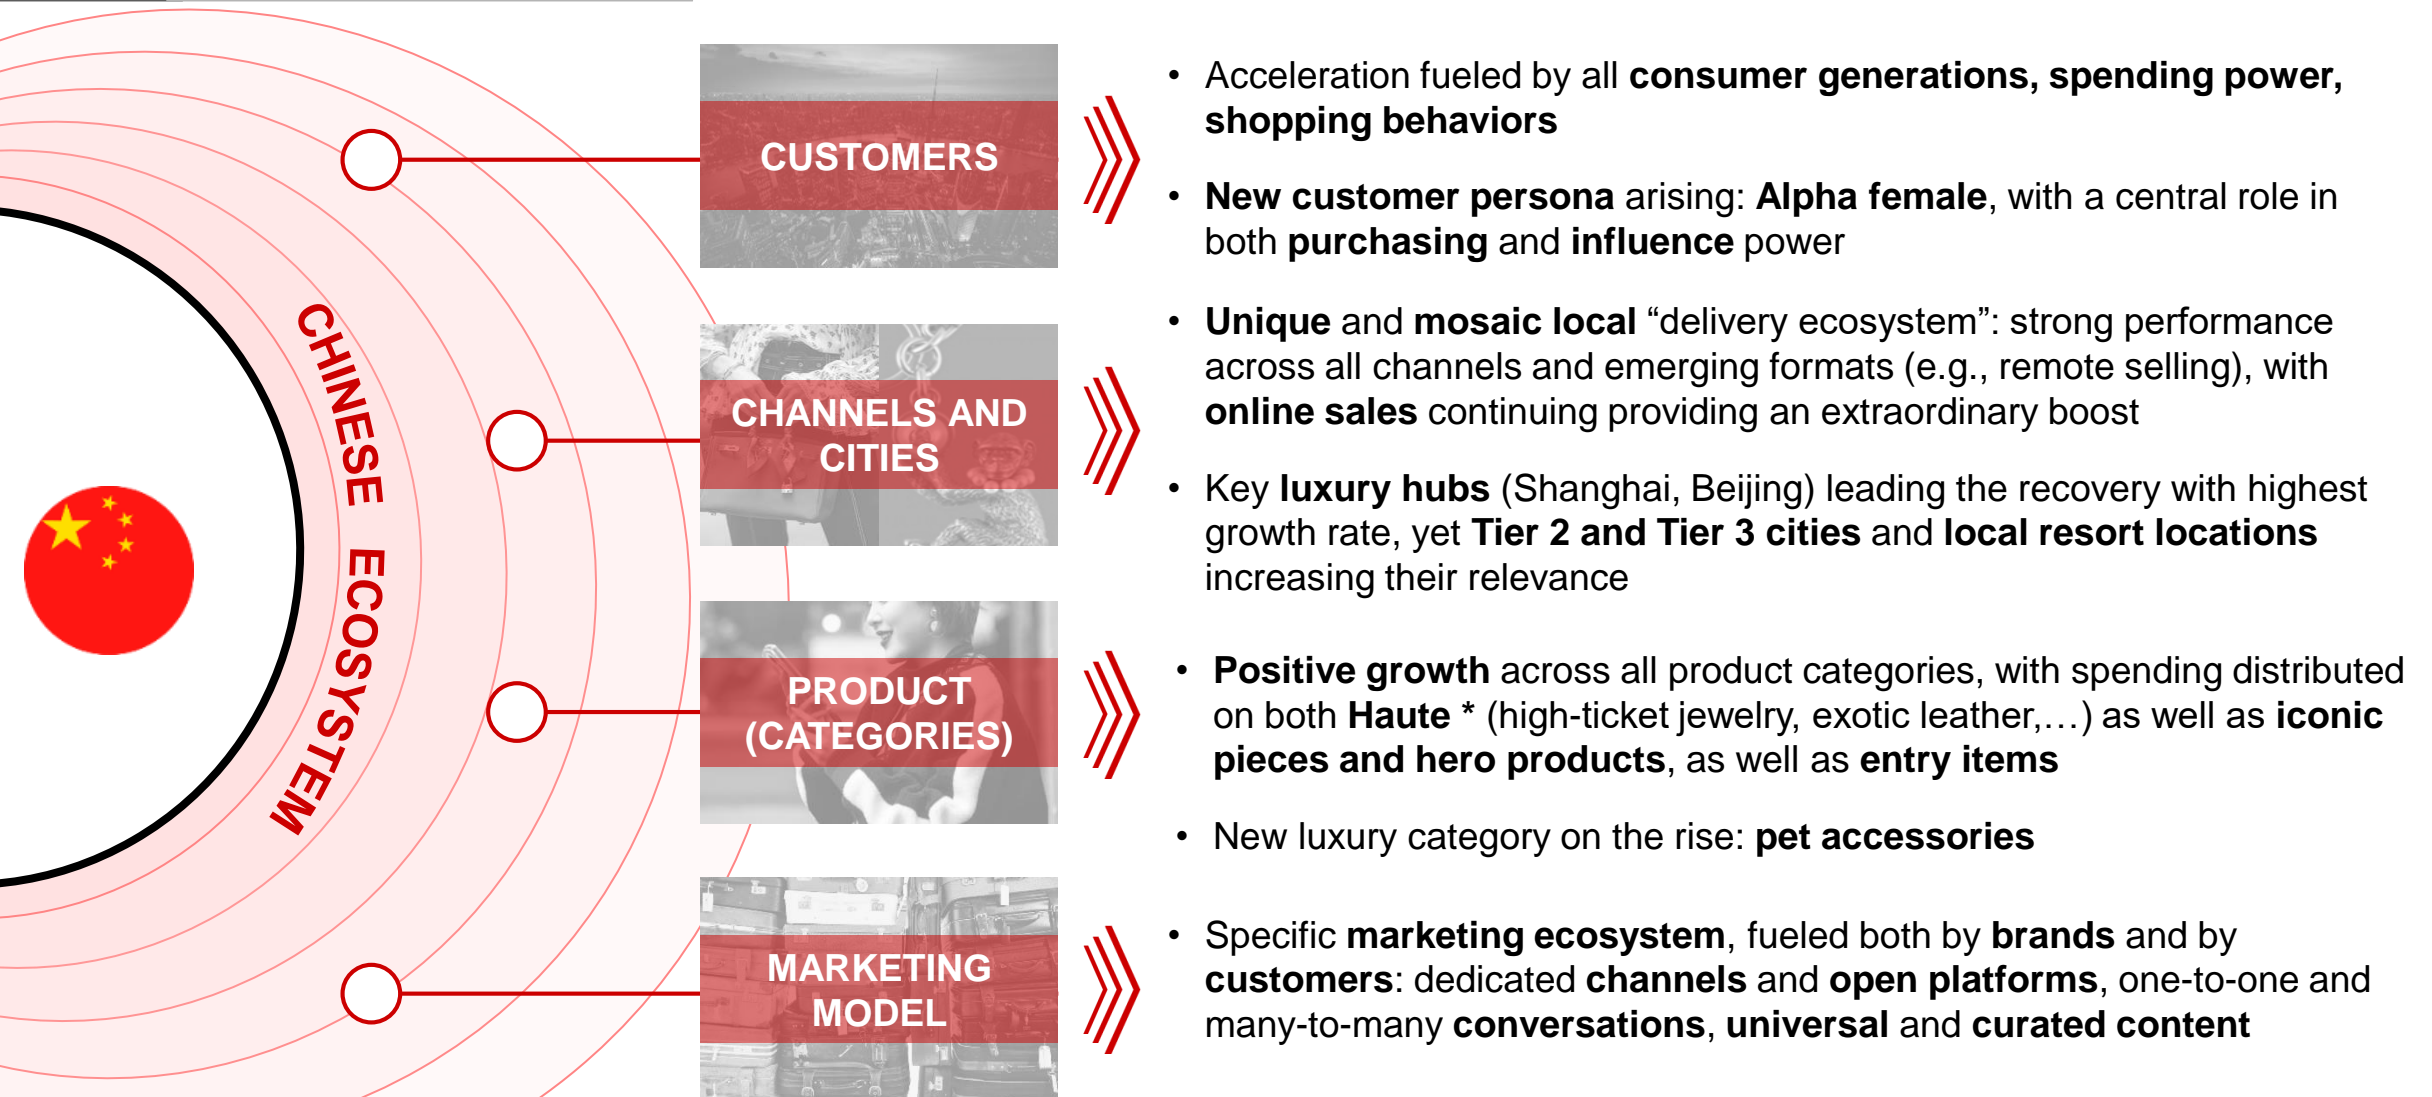 CHINESE ECOSYSTEM
CUSTOMERS
• Acceleration fueled by all consumer generations, spending power,
shopping behaviors
• New customer persona arising: Alpha female, with a central role in
both purchasing and influence power
CHANNELS AND
CITIES
• Unique and mosaic local “delivery ecosystem”: strong performance
across all channels and emerging formats (e.g., remote selling), with
online sales continuing providing an extraordinary boost
• Key luxury hubs (Shanghai, Beijing) leading the recovery with highest
growth rate, yet Tier 2 and Tier 3 cities and local resort locations
increasing their relevance
PRODUCT
(CATEGORIES)
• Positive growth across all product categories, with spending distributed
on both Haute * (high-ticket jewelry, exotic leather,…) as well as iconic
pieces and hero products, as well as entry items
• New luxury category on the rise: pet accessories
MARKETING
MODEL
• Specific marketing ecosystem, fueled both by brands and by
customers: dedicated channels and open platforms, one-to-one and
many-to-many conversations, universal and curated content